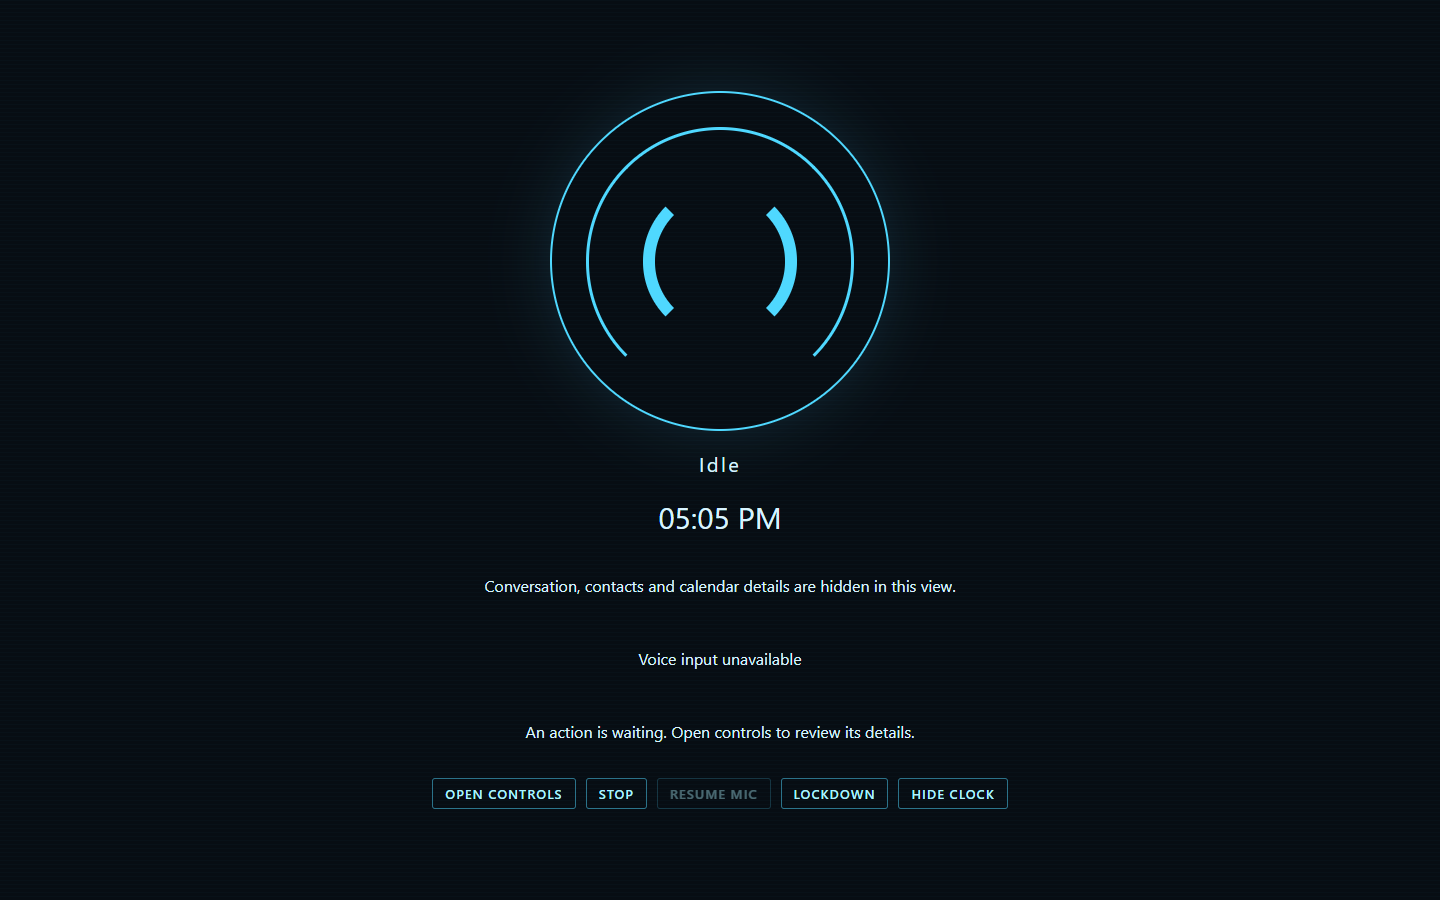 Idle
05:05 PM
Conversation, contacts and calendar details are hidden in this view.
Voice input unavailable
An action is waiting. Open controls to review its details.
OPEN CONTROLS STOP RESUME MIC LOCKDOWN HIDE CLOCK